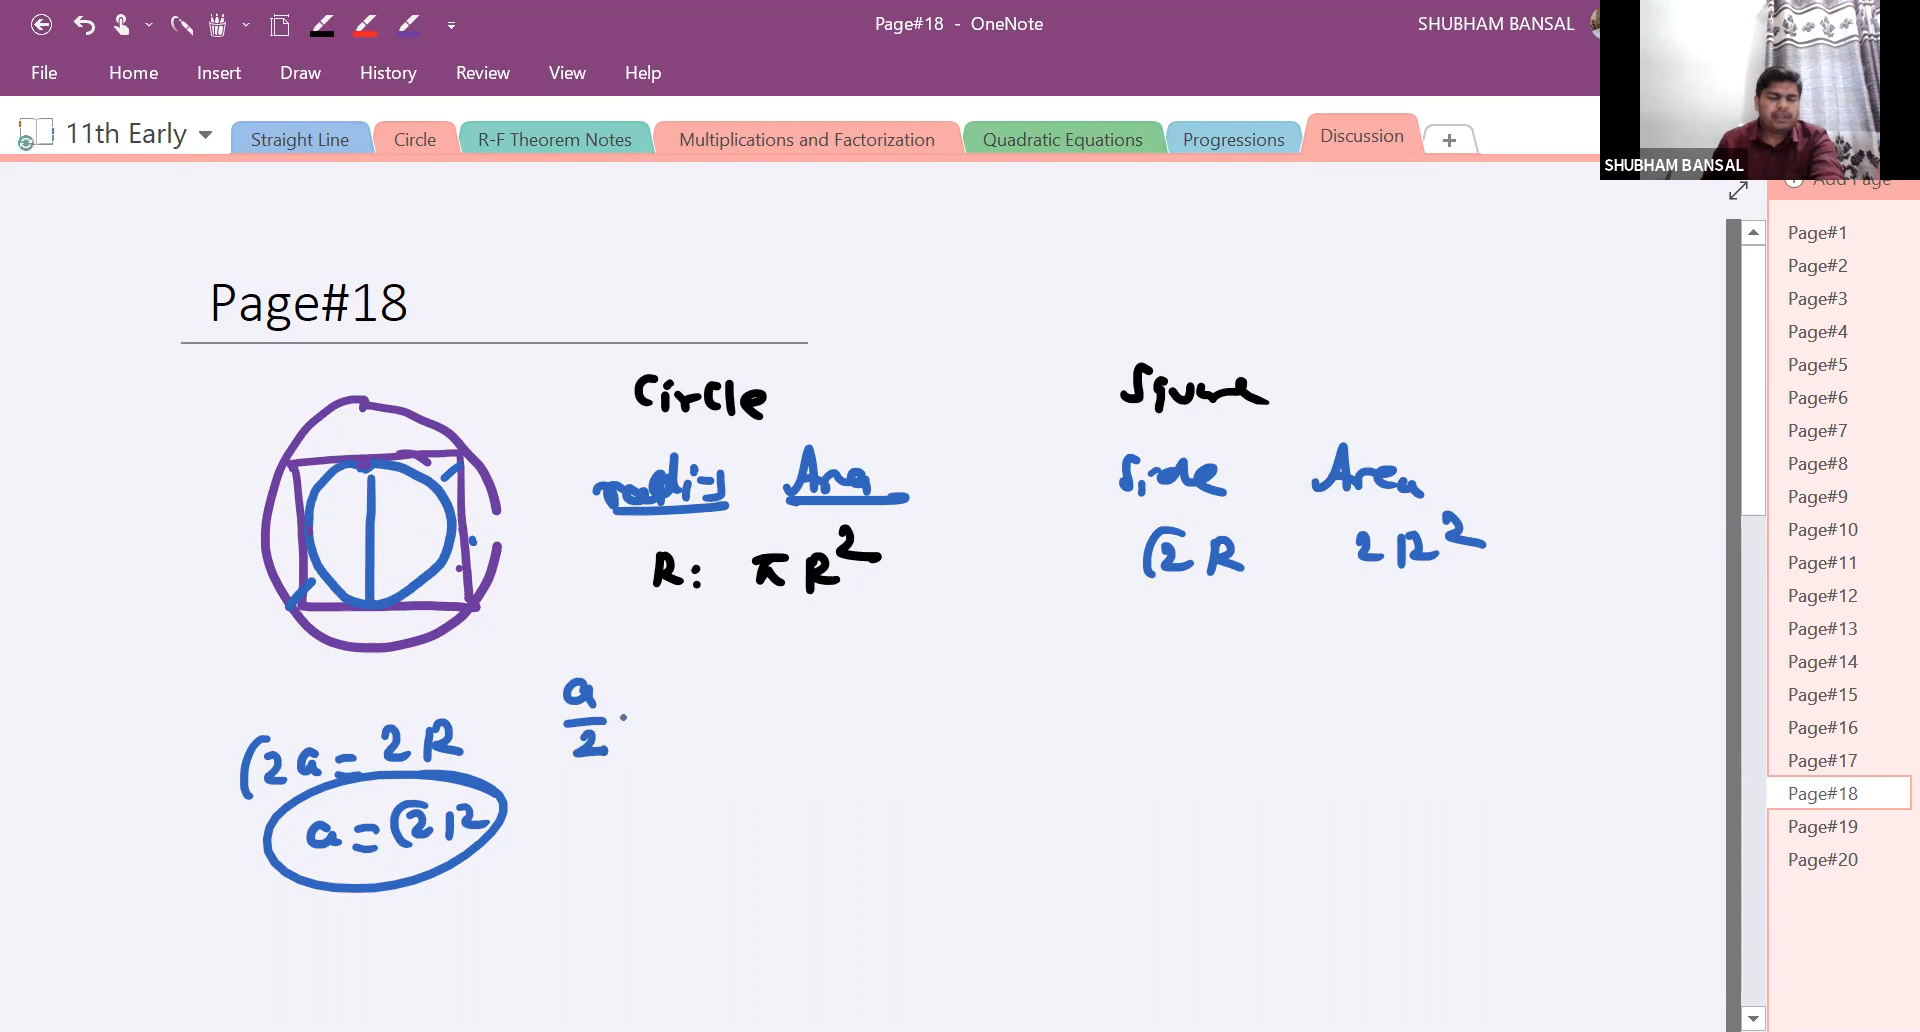 Page#18 - OneNote
SHUBHAM BANSAL
File Home Insert Draw History Review View Help
SHUBHAM BANSAL
11th Early
Straight Line
Circle
R-F Theorem Notes
Multiplications and Factorization
Quadratic Equations
Progressions
Discussion
Add Page
Page#18
Circle
Square
radius Area
Side Area
R: πR²
√2 R 2R²
√2a = 2R
a = √2R
a/2
Page#1
Page#2
Page#3
Page#4
Page#5
Page#6
Page#7
Page#8
Page#9
Page#10
Page#11
Page#12
Page#13
Page#14
Page#15
Page#16
Page#17
Page#18
Page#19
Page#20